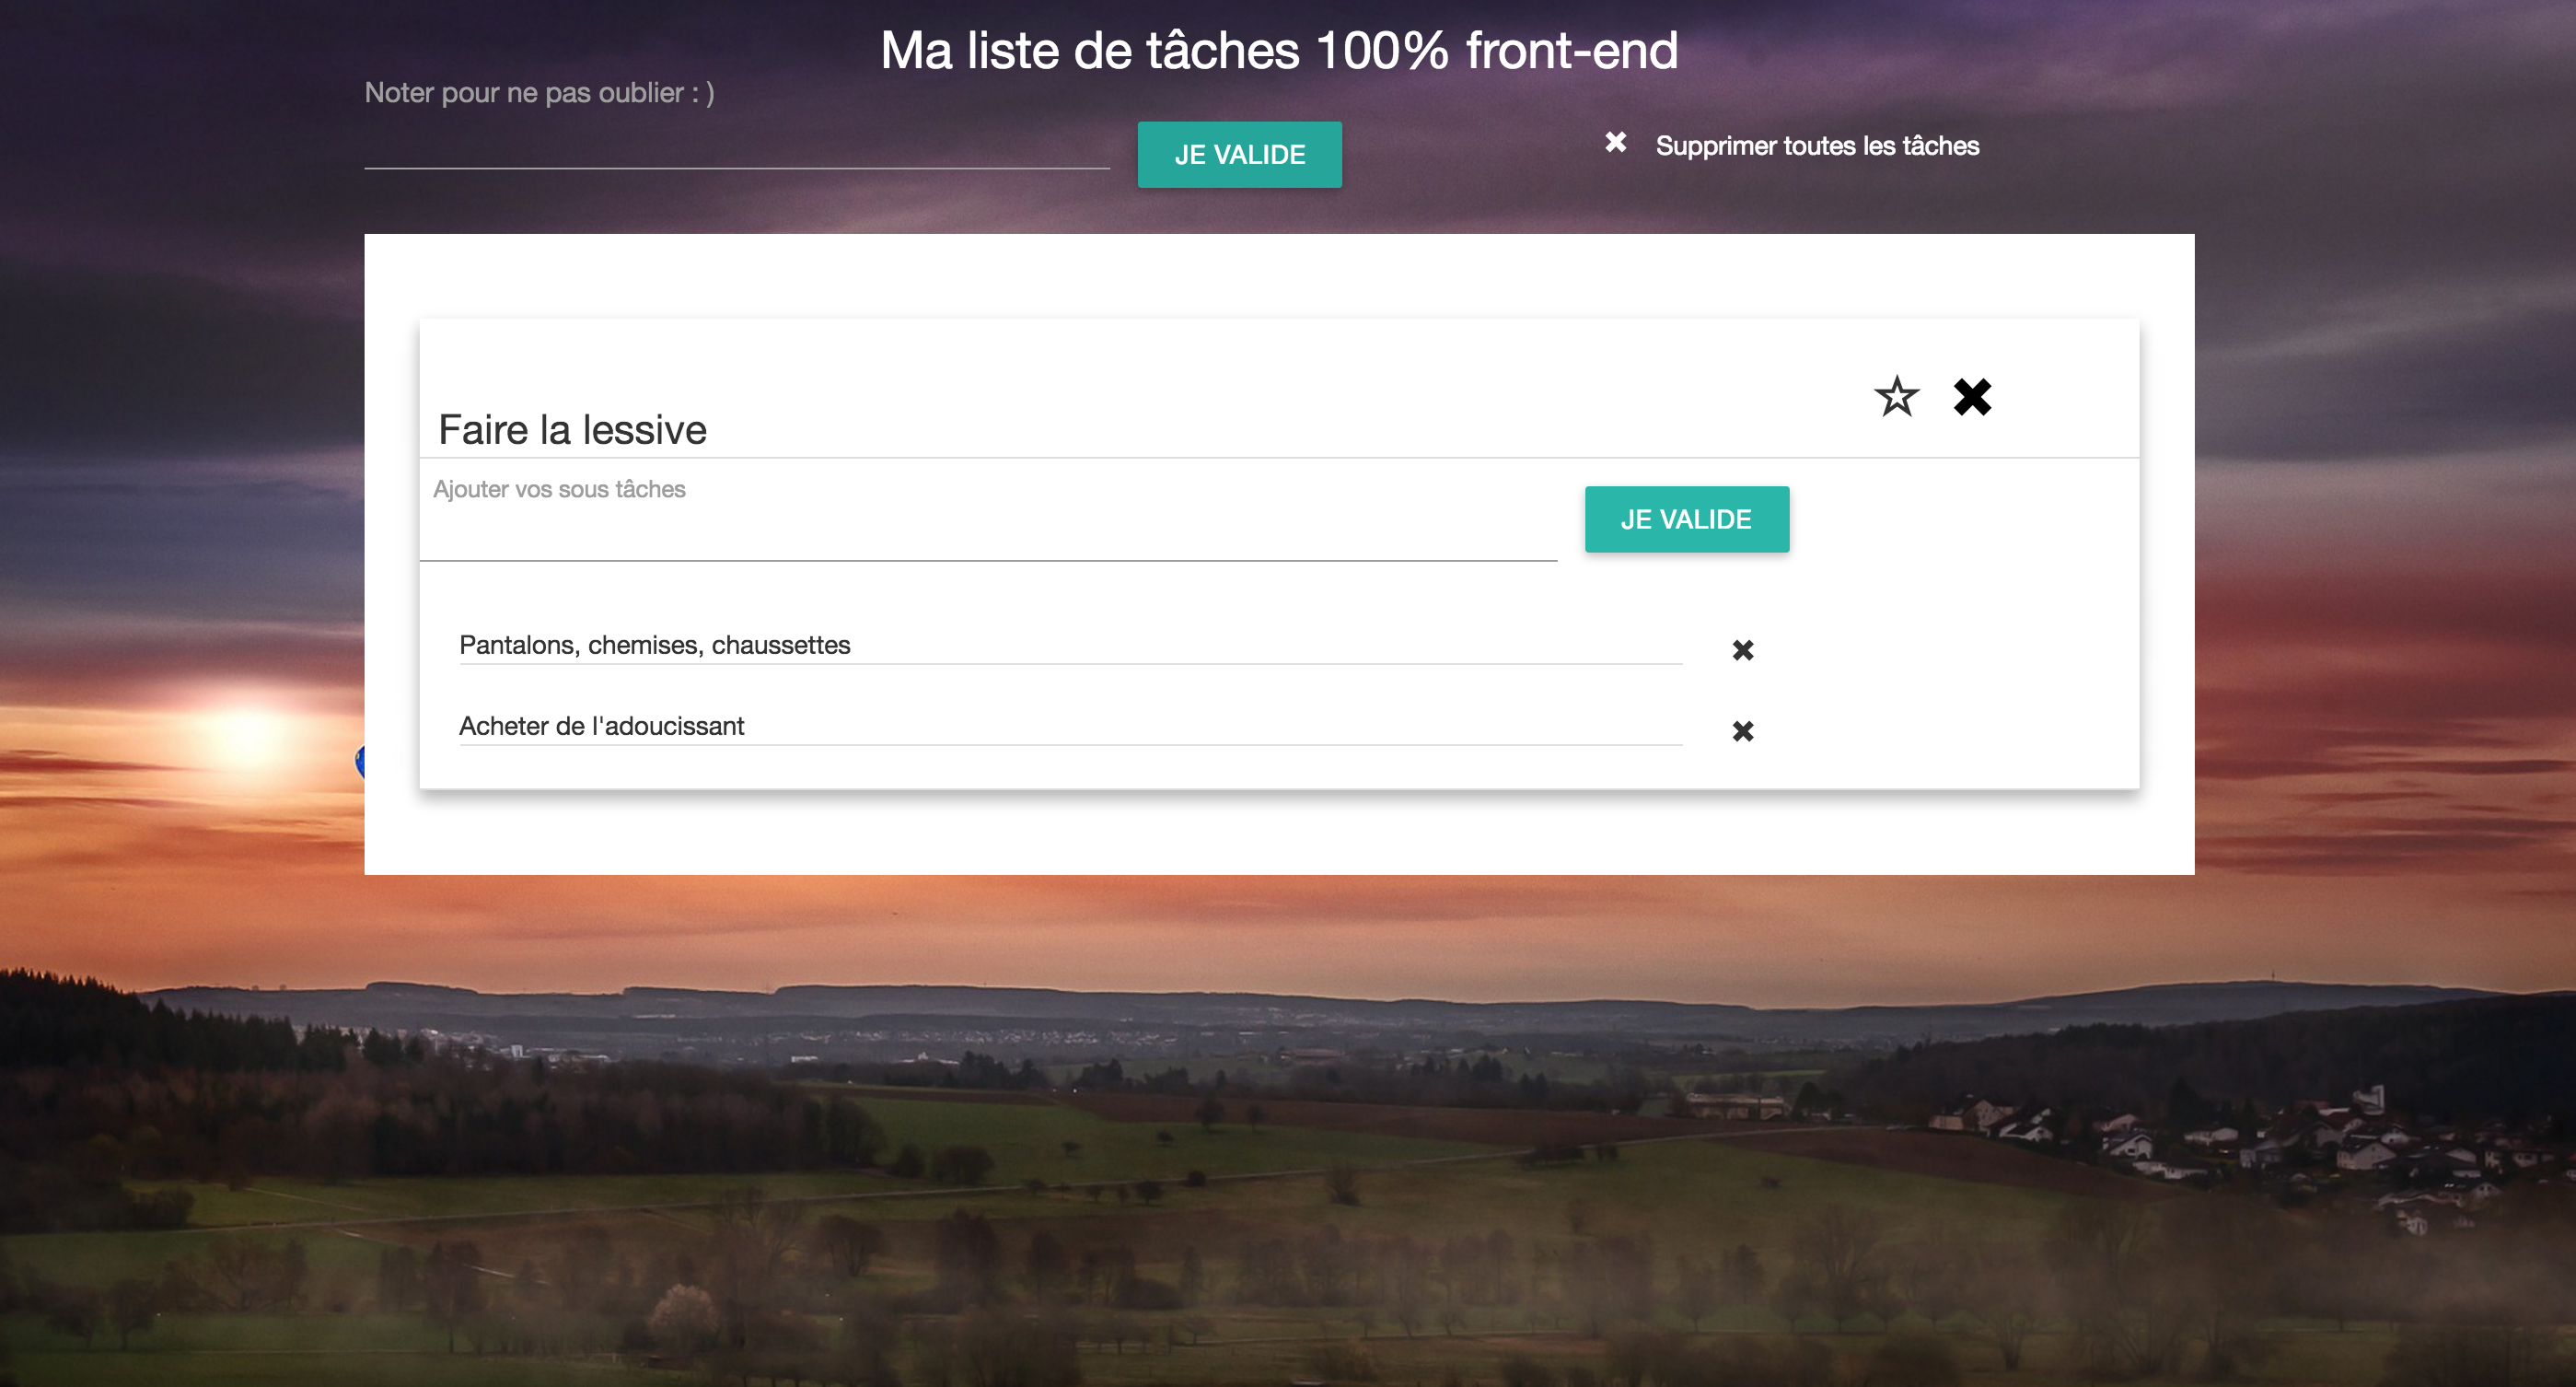 Ma liste de tâches 100% front-end
Noter pour ne pas oublier : )
JE VALIDE
Supprimer toutes les tâches
Faire la lessive
Ajouter vos sous tâches
JE VALIDE
Pantalons, chemises, chaussettes
Acheter de l'adoucissant